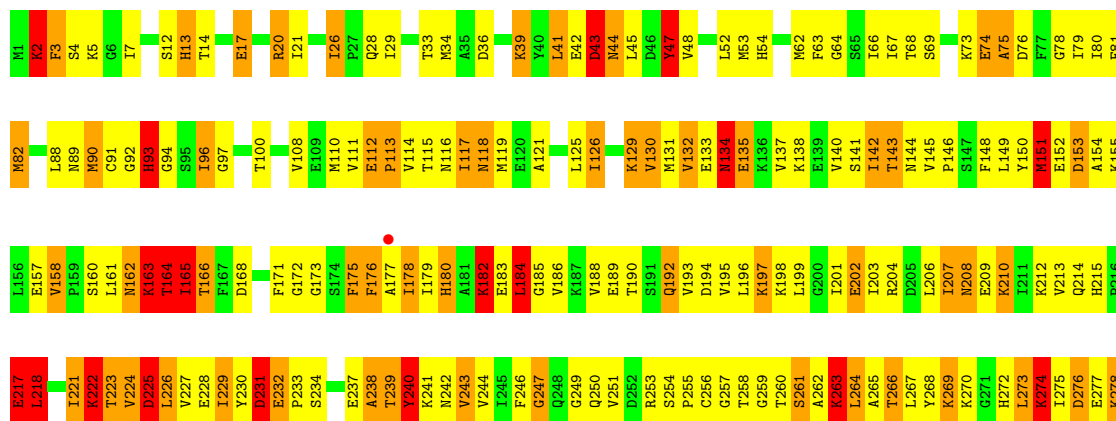 M1 K2 F3 S4 K5 G6 I7 S12 H13 T14 E17 R20 I21 I26 P27 Q28 I29 T33 M34 A35 D36 K39 Y40 L41 E42 D43 N44 L45 D46 Y47 V48 L52 M53 H54 M62 F63 G64 S65 I66 I67 T68 S69 K73 E74 A75 D76 F77 G78 I79 I80
M82 L88 N89 M90 C91 G92 H93 G94 S95 I96 G97 T100 V108 E109 M110 V111 E112 P113 V114 T115 N116 I117 N118 M119 E120 A121 L125 I126 K129 V130 M131 V132 E133 N134 E135 K136 V137 K138 E139 V140 S141 I142 T143 N144 V145 P146 S147 F148 L149 Y150 M151 E152 D153 A154 K155
L156 E157 V158 P159 S160 L161 N162 K163 T164 I165 T166 F167 D168 F171 G172 G173 S174 F175 F176 A177 I178 I179 H180 A181 K182 E183 L184 G185 V186 K187 V188 E189 T190 S191 Q192 V193 D194 V195 L196 K197 K198 L199 G200 I201 E202 I203 R204 D205 L206 I207 N208 E209 K210 I211 K212 V213 Q214 H215
E217 L218 I221 K222 T223 V224 D225 L226 V227 E228 I229 Y230 D231 E232 P233 S234 E237 A238 T239 Y240 K241 N242 V243 V244 I245 F246 G247 Q248 G249 Q250 V251 D252 R253 S254 P255 C256 G257 T258 G259 T260 S261 A262 K263 L264 A265 T266 L267 Y268 K269 K270 G271 H272 L273 K274 I275 D276 E277